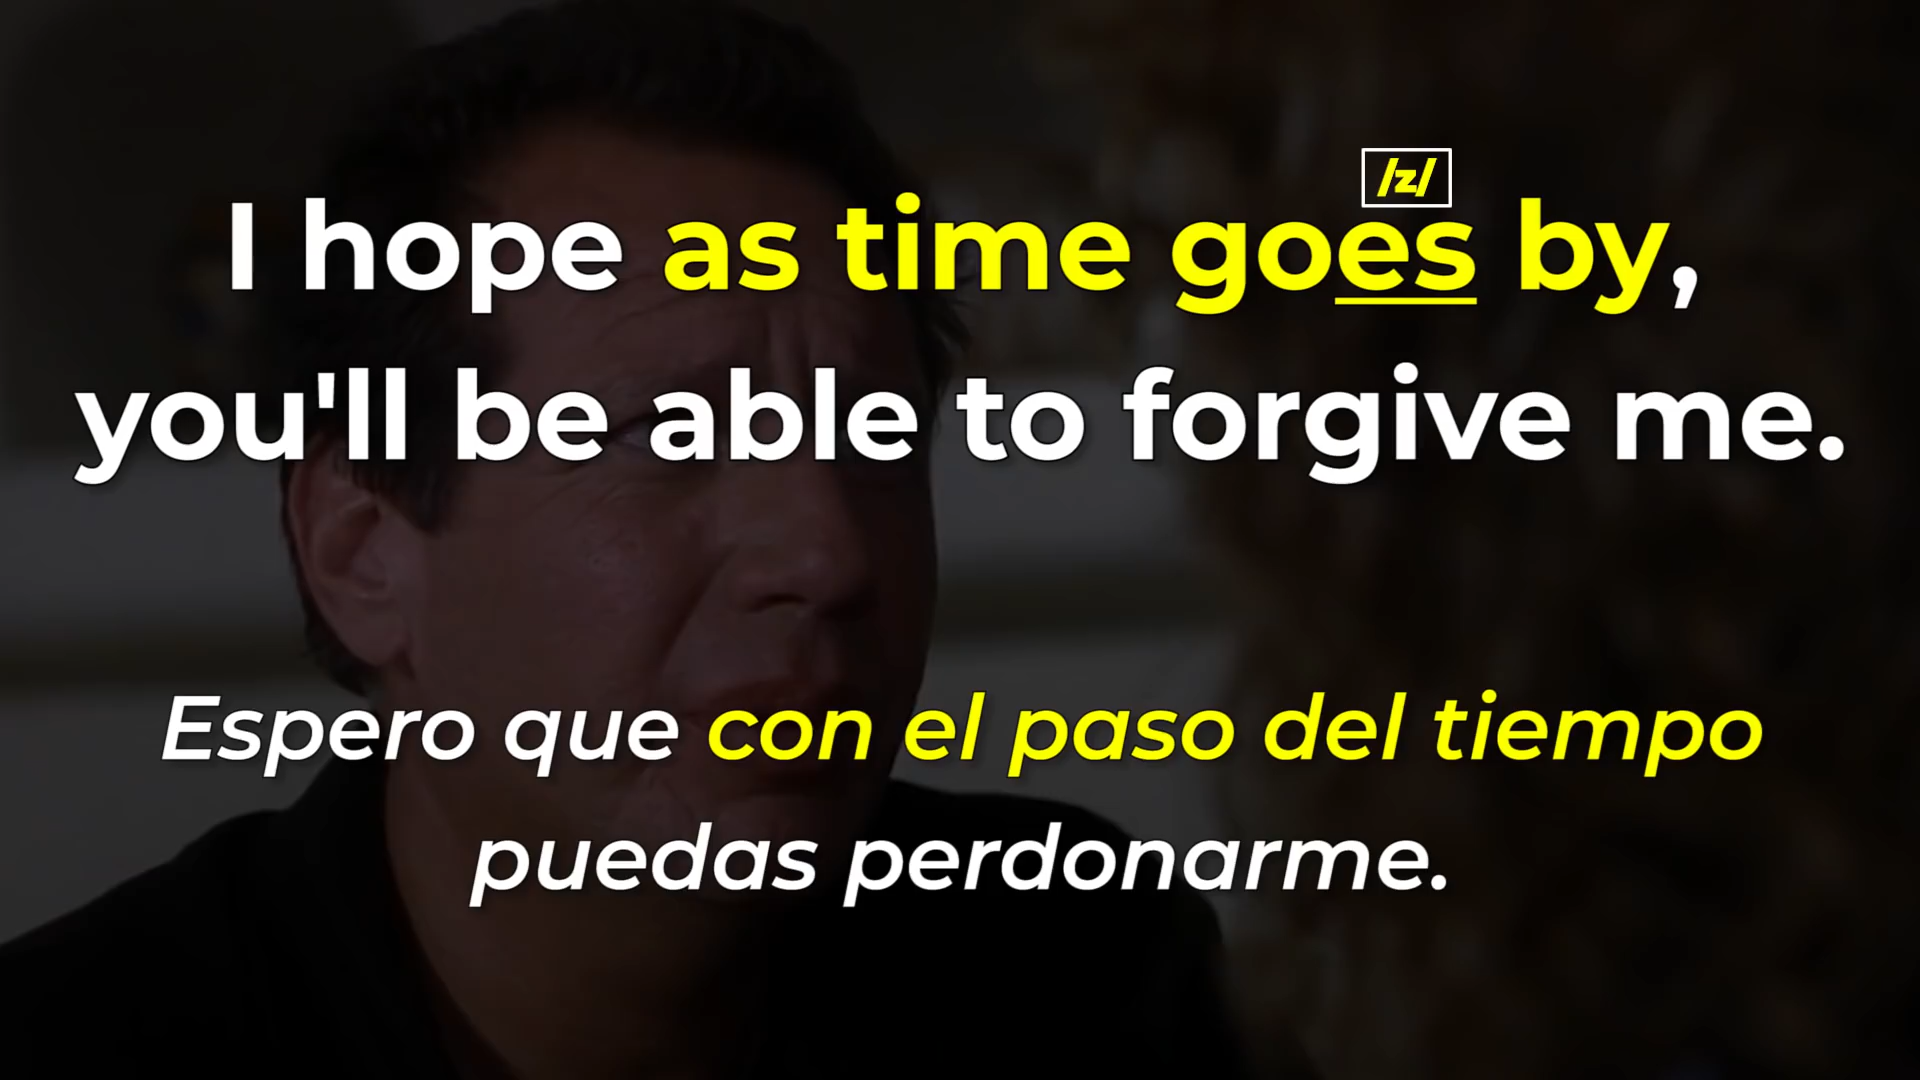 /z/
I hope as time goes by,
you'll be able to forgive me.
Espero que con el paso del tiempo
puedas perdonarme.